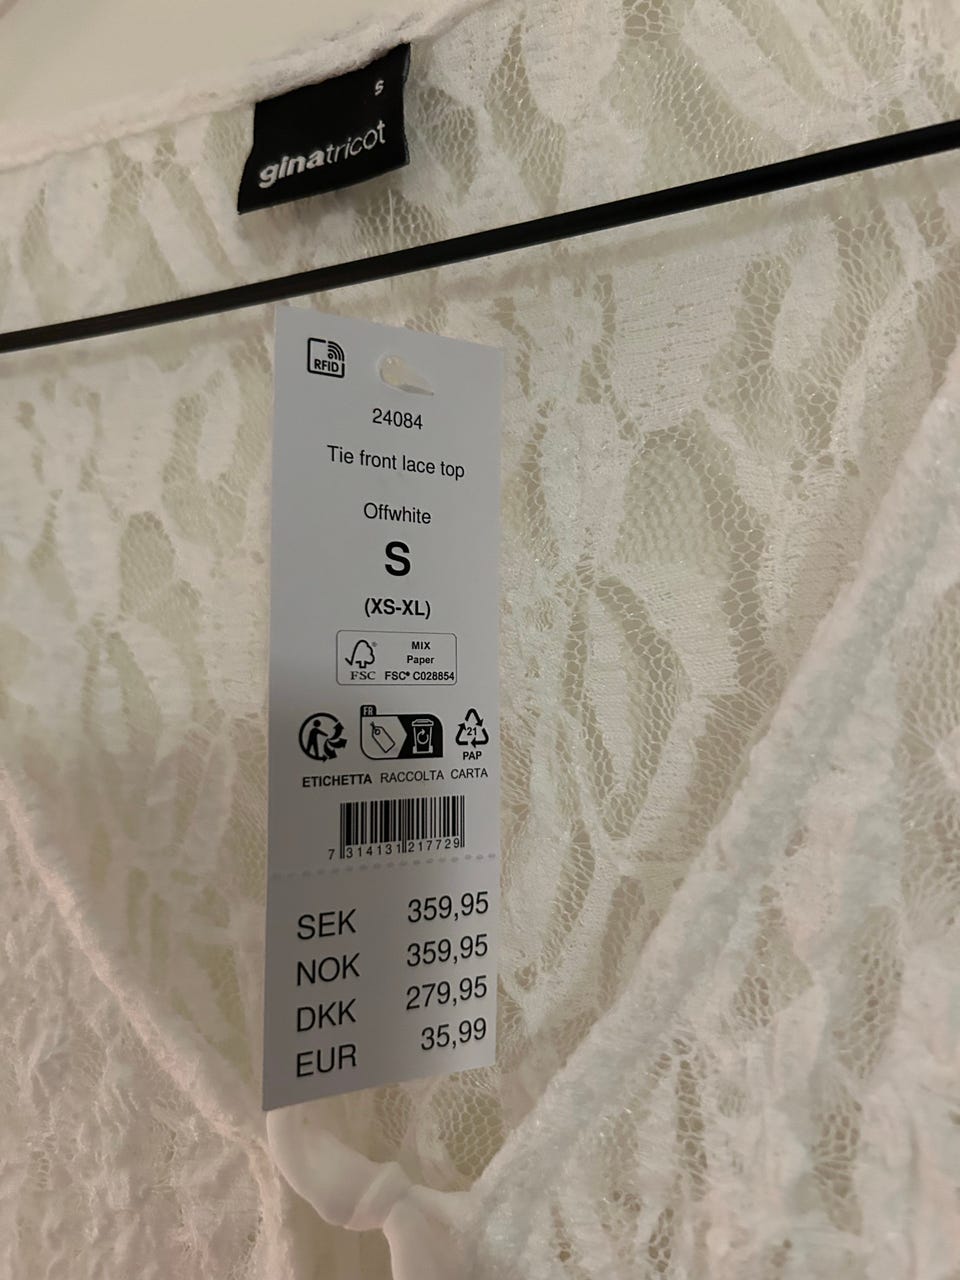 S
ginatricot
RFID
24084
Tie front lace top
Offwhite
S
(XS-XL)
FSC
MIX
Paper
FSC® C028854
FR
21
PAP
ETICHETTA RACCOLTA CARTA
7 314131 217729
SEK 359,95
NOK 359,95
DKK 279,95
EUR 35,99